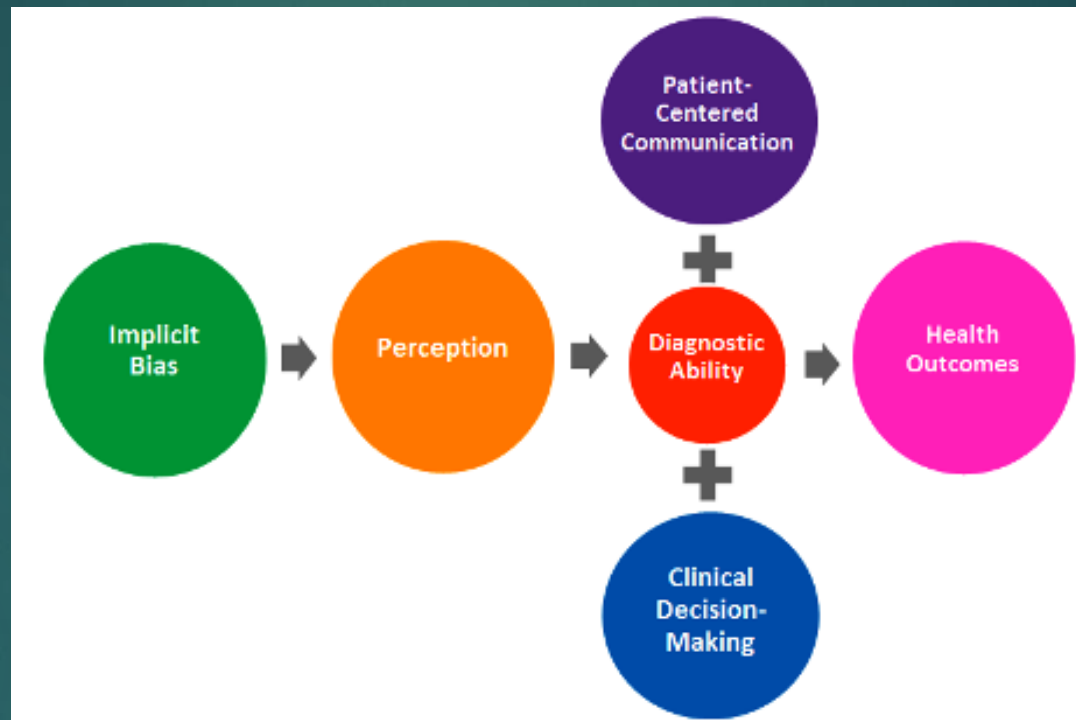 Patient-
Centered
Communication
Implicit
Bias
Perception
Diagnostic
Ability
Health
Outcomes
Clinical
Decision-
Making